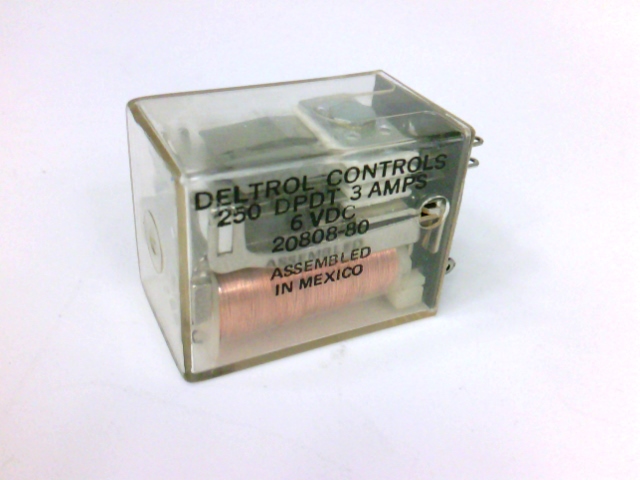 DELTROL CONTROLS
250 DPDT 3 AMPS
6 VDC
20808-80
ASSEMBLED
IN MEXICO